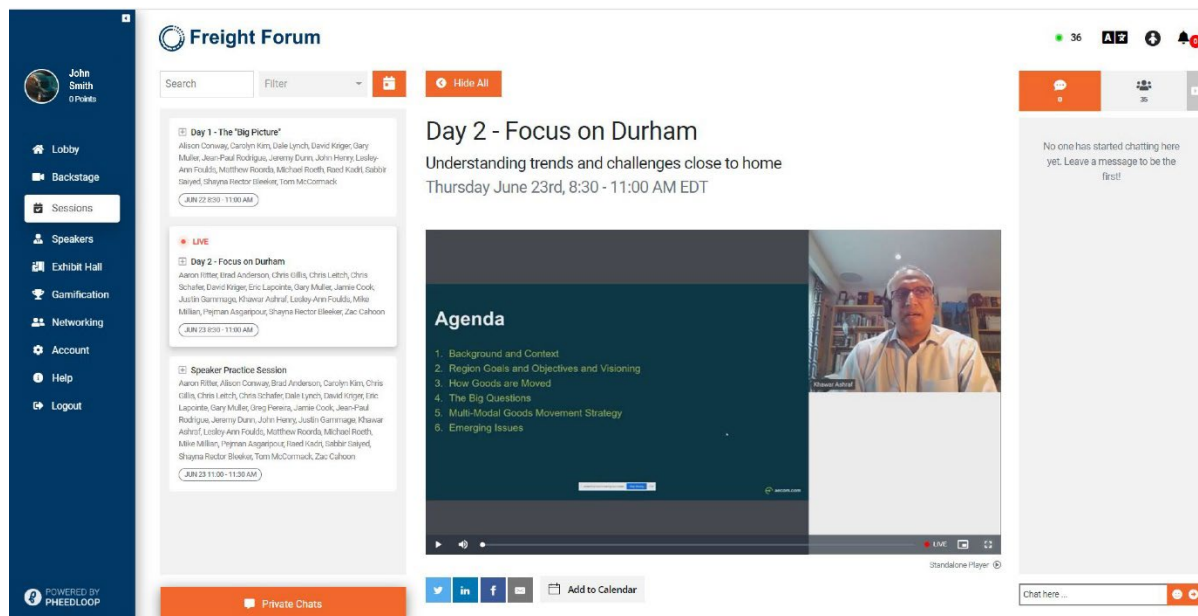 John
Smith
0 Points
Lobby
Backstage
Sessions
Speakers
Exhibit Hall
Gamification
Networking
Account
Help
Logout
POWERED BY
PHEEDLOOP
Freight Forum
36
0
Search
Filter
Day 1 - The "Big Picture"
Alison Conway, Carolyn Kim, Dale Lynch, David Kriger, Gary
Muller, Jean-Paul Rodrigue, Jeremy Dunn, John Henry, Lesley-
Ann Foulds, Matthew Roorda, Michael Roeth, Raed Kadri, Sabbir
Saiyed, Shayna Rector Bleeker, Tom McCormack
JUN 22 8:30 - 11:00 AM
LIVE
Day 2 - Focus on Durham
Aaron Ritter, Brad Anderson, Chris Gillis, Chris Leitch, Chris
Schafer, David Kriger, Eric Lapointe, Gary Muller, Jamie Cook,
Justin Gammage, Khawar Ashraf, Lesley-Ann Foulds, Mike
Millian, Pejman Asgaripour, Shayna Rector Bleeker, Zac Cahoon
JUN 23 8:30 - 11:00 AM
Speaker Practice Session
Aaron Ritter, Alison Conway, Brad Anderson, Carolyn Kim, Chris
Gillis, Chris Leitch, Chris Schafer, Dale Lynch, David Kriger, Eric
Lapointe, Gary Muller, Greg Pereira, Jamie Cook, Jean-Paul
Rodrigue, Jeremy Dunn, John Henry, Justin Gammage, Khawar
Ashraf, Lesley-Ann Foulds, Matthew Roorda, Michael Roeth,
Mike Millian, Pejman Asgaripour, Raed Kadri, Sabbir Saiyed,
Shayna Rector Bleeker, Tom McCormack, Zac Cahoon
JUN 23 11:00 - 11:30 AM
Private Chats
Hide All
Day 2 - Focus on Durham
Understanding trends and challenges close to home
Thursday June 23rd, 8:30 - 11:00 AM EDT
Agenda
1. Background and Context
2. Region Goals and Objectives and Visioning
3. How Goods are Moved
4. The Big Questions
5. Multi-Modal Goods Movement Strategy
6. Emerging Issues
aecom.com
Khawar Ashraf
LIVE
Standalone Player
Add to Calendar
0
35
No one has started chatting here
yet. Leave a message to be the
first!
Chat here ...